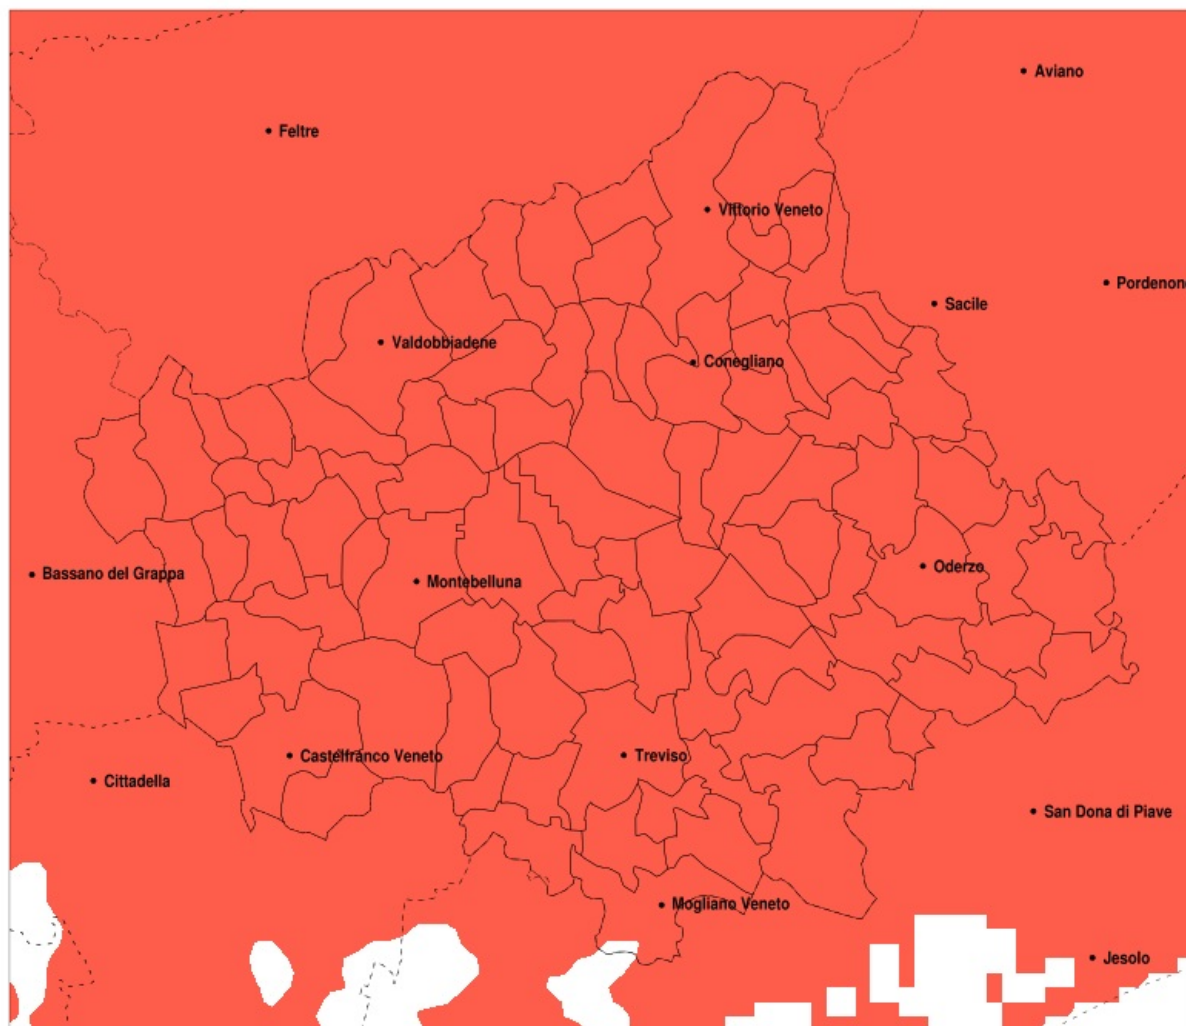 Aviano
Feltre
Vittorio Veneto
Pordenon
Sacile
Valdobbiadene
Conegliano
Bassano del Grappa
Montebelluna
Oderzo
Castelfranco Veneto
Treviso
Cittadella
San Dona di Piave
Mogliano Veneto
Jesolo